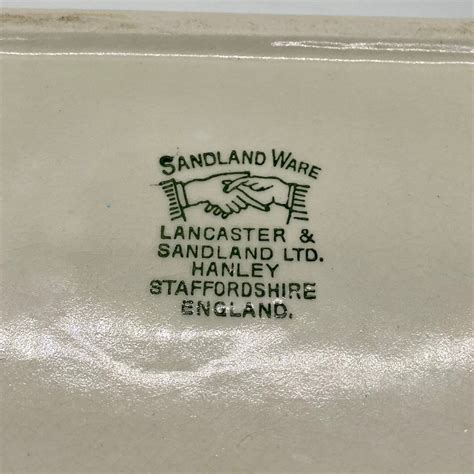 SANDLAND WARE
LANCASTER &
SANDLAND LTD.
HANLEY
STAFFORDSHIRE
ENGLAND.